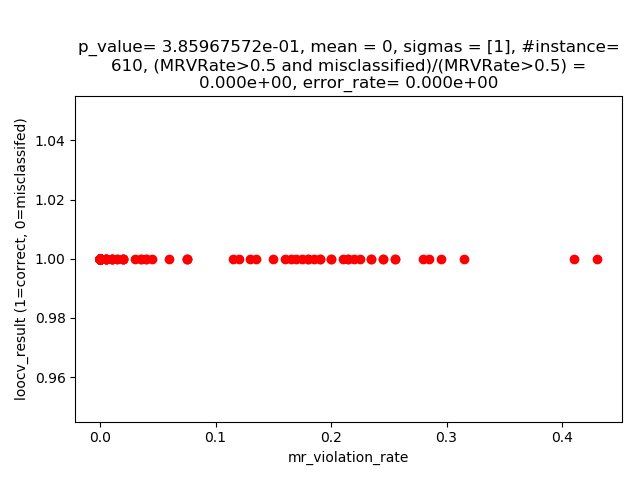 p_value= 3.85967572e-01, mean = 0, sigmas = [1], #instance=
610, (MRVRate>0.5 and misclassified)/(MRVRate>0.5) =
0.000e+00, error_rate= 0.000e+00
loocv_result (1=correct, 0=misclassifed)
1.04
1.02
1.00
0.98
0.96
0.0 0.1 0.2 0.3 0.4
mr_violation_rate